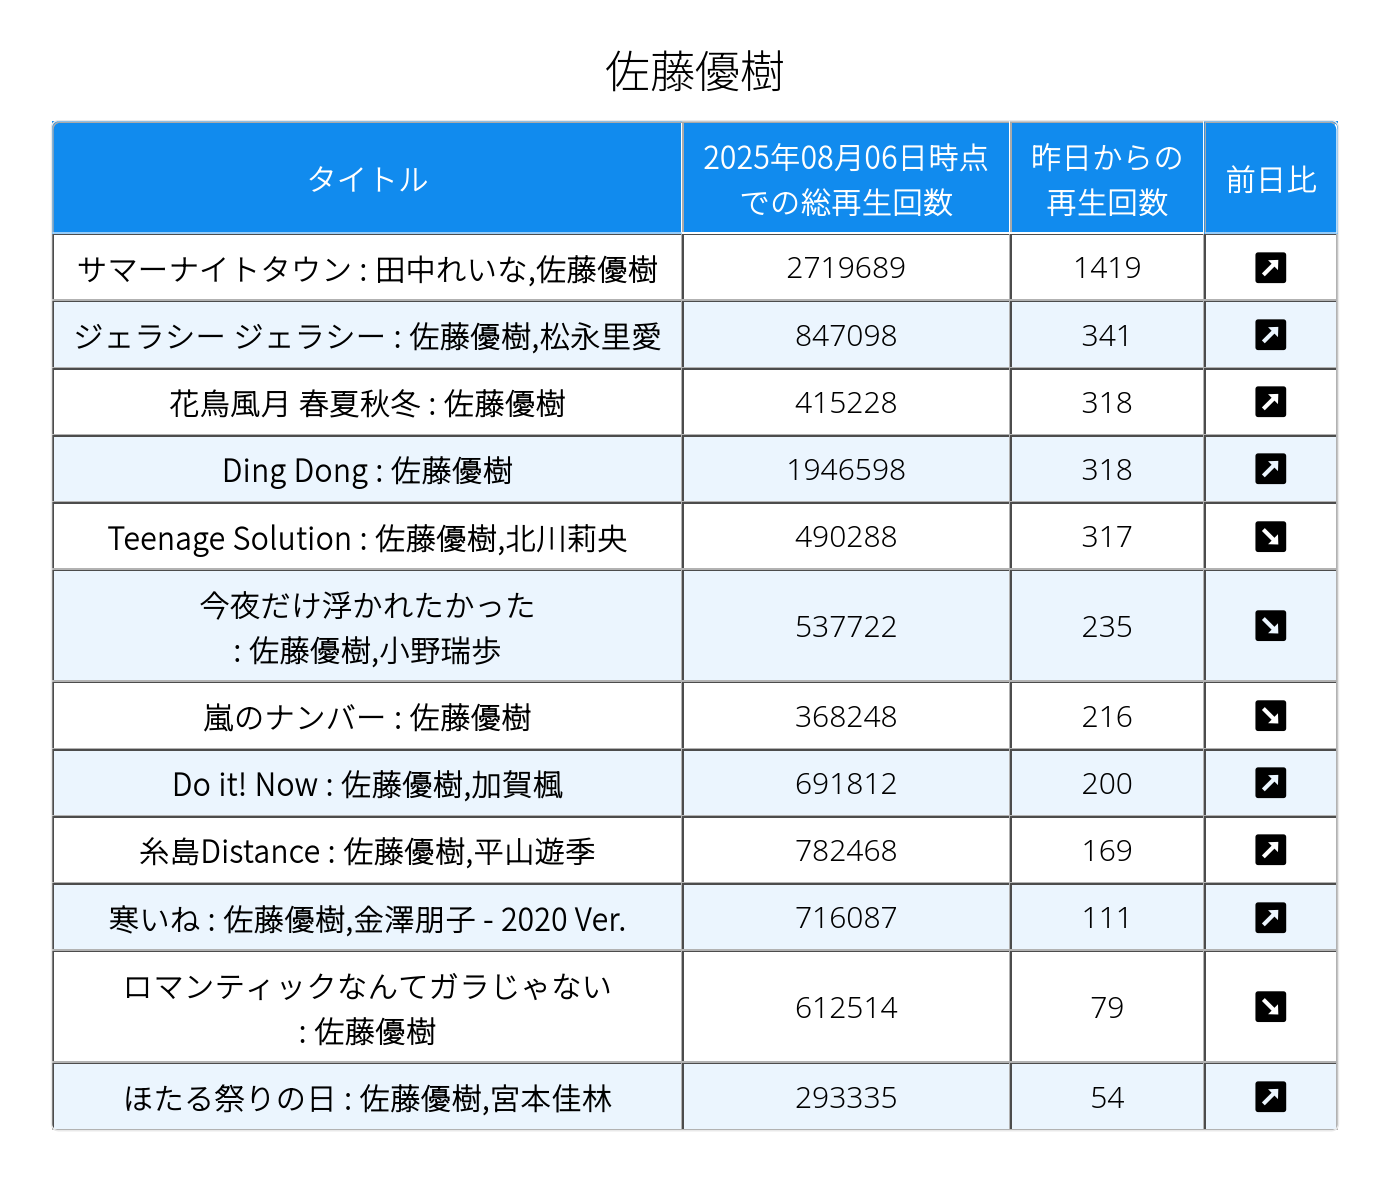 佐藤優樹
タイトル
2025年08月06日時点
での総再生回数
昨日からの
再生回数
前日比
サマーナイトタウン : 田中れいな,佐藤優樹 2719689 1419
ジェラシー ジェラシー : 佐藤優樹,松永里愛 847098 341
花鳥風月 春夏秋冬 : 佐藤優樹 415228 318
Ding Dong : 佐藤優樹 1946598 318
Teenage Solution : 佐藤優樹,北川莉央 490288 317
今夜だけ浮かれたかった
: 佐藤優樹,小野瑞歩 537722 235
嵐のナンバー : 佐藤優樹 368248 216
Do it! Now : 佐藤優樹,加賀楓 691812 200
糸島Distance : 佐藤優樹,平山遊季 782468 169
寒いね : 佐藤優樹,金澤朋子 - 2020 Ver. 716087 111
ロマンティックなんてガラじゃない
: 佐藤優樹 612514 79
ほたる祭りの日 : 佐藤優樹,宮本佳林 293335 54